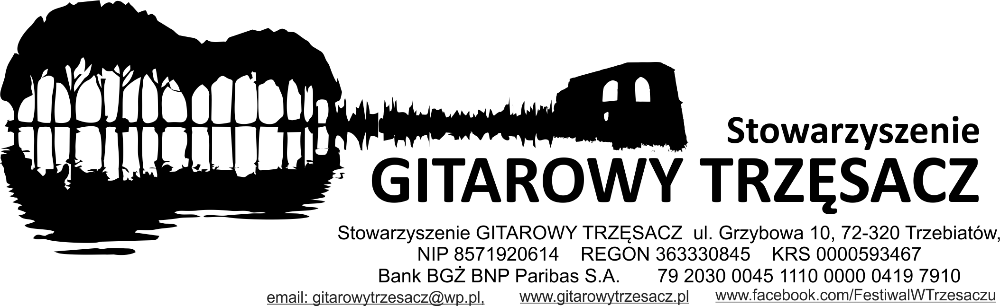 Stowarzyszenie
GITAROWY TRZĘSACZ
Stowarzyszenie GITAROWY TRZĘSACZ ul. Grzybowa 10, 72-320 Trzebiatów,
NIP 8571920614 REGON 363330845 KRS 0000593467
Bank BGŻ BNP Paribas S.A. 79 2030 0045 1110 0000 0419 7910
email: gitarowytrzesacz@wp.pl, www.gitarowytrzesacz.pl www.facebook.com/FestiwalWTrzesaczu